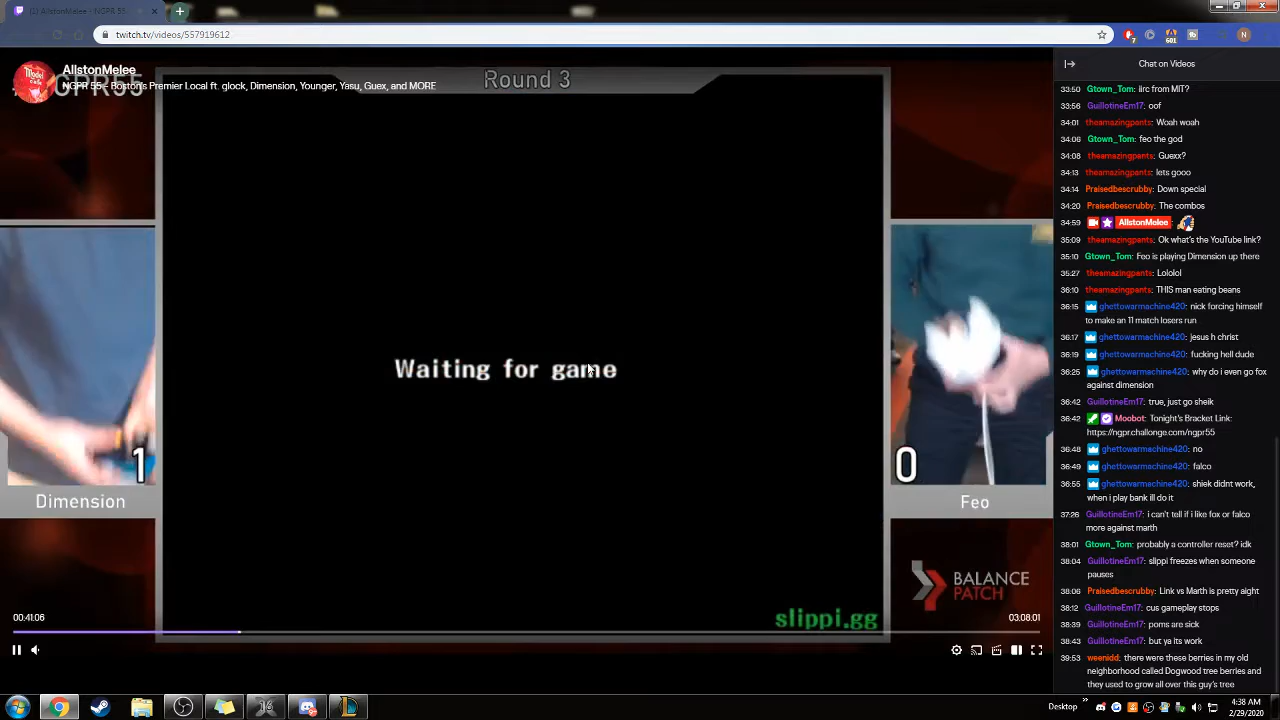 (1) AllstonMelee - NGPR 55
twitch.tv/videos/557919612
601
N
AllstonMelee
NGPR 55 - Boston's Premier Local ft. glock, Dimension, Younger, Yasu, Guex, and MORE
Round 3
Waiting for game
1
Dimension
0
Feo
BALANCE
PATCH
slippi.gg
00:41:06
03:08:01
Chat on Videos
33:50 Gtown_Tom: iirc from MIT?
33:56 GuillotineEm17: oof
34:01 theamazingpants: Woah woah
34:06 Gtown_Tom: feo the god
34:08 theamazingpants: Guexx?
34:13 theamazingpants: lets gooo
34:14 Praisedbescrubby: Down special
34:20 Praisedbescrubby: The combos
34:59 AllstonMelee:
35:09 theamazingpants: Ok what's the YouTube link?
35:10 Gtown_Tom: Feo is playing Dimension up there
35:27 theamazingpants: Lololol
36:10 theamazingpants: THIS man eating beans
36:15 ghettowarmachine420: nick forcing himself
to make an 11 match losers run
36:17 ghettowarmachine420: jesus h christ
36:19 ghettowarmachine420: fucking hell dude
36:25 ghettowarmachine420: why do i even go fox
against dimension
36:42 GuillotineEm17: true, just go sheik
36:42 Moobot: Tonight's Bracket Link:
https://ngpr.challonge.com/ngpr55
36:48 ghettowarmachine420: no
36:49 ghettowarmachine420: falco
36:55 ghettowarmachine420: shiek didnt work,
when i play bank ill do it
37:26 GuillotineEm17: i can't tell if i like fox or falco
more against marth
38:01 Gtown_Tom: probably a controller reset? idk
38:04 GuillotineEm17: slippi freezes when someone
pauses
38:06 Praisedbescrubby: Link vs Marth is pretty aight
38:12 GuillotineEm17: cus gameplay stops
38:39 GuillotineEm17: poms are sick
38:43 GuillotineEm17: but ya its work
39:53 weenidd: there were these berries in my old
neighborhood called Dogwood tree berries and
they used to grow all over this guy's tree
Desktop
4:38 AM
2/29/2020